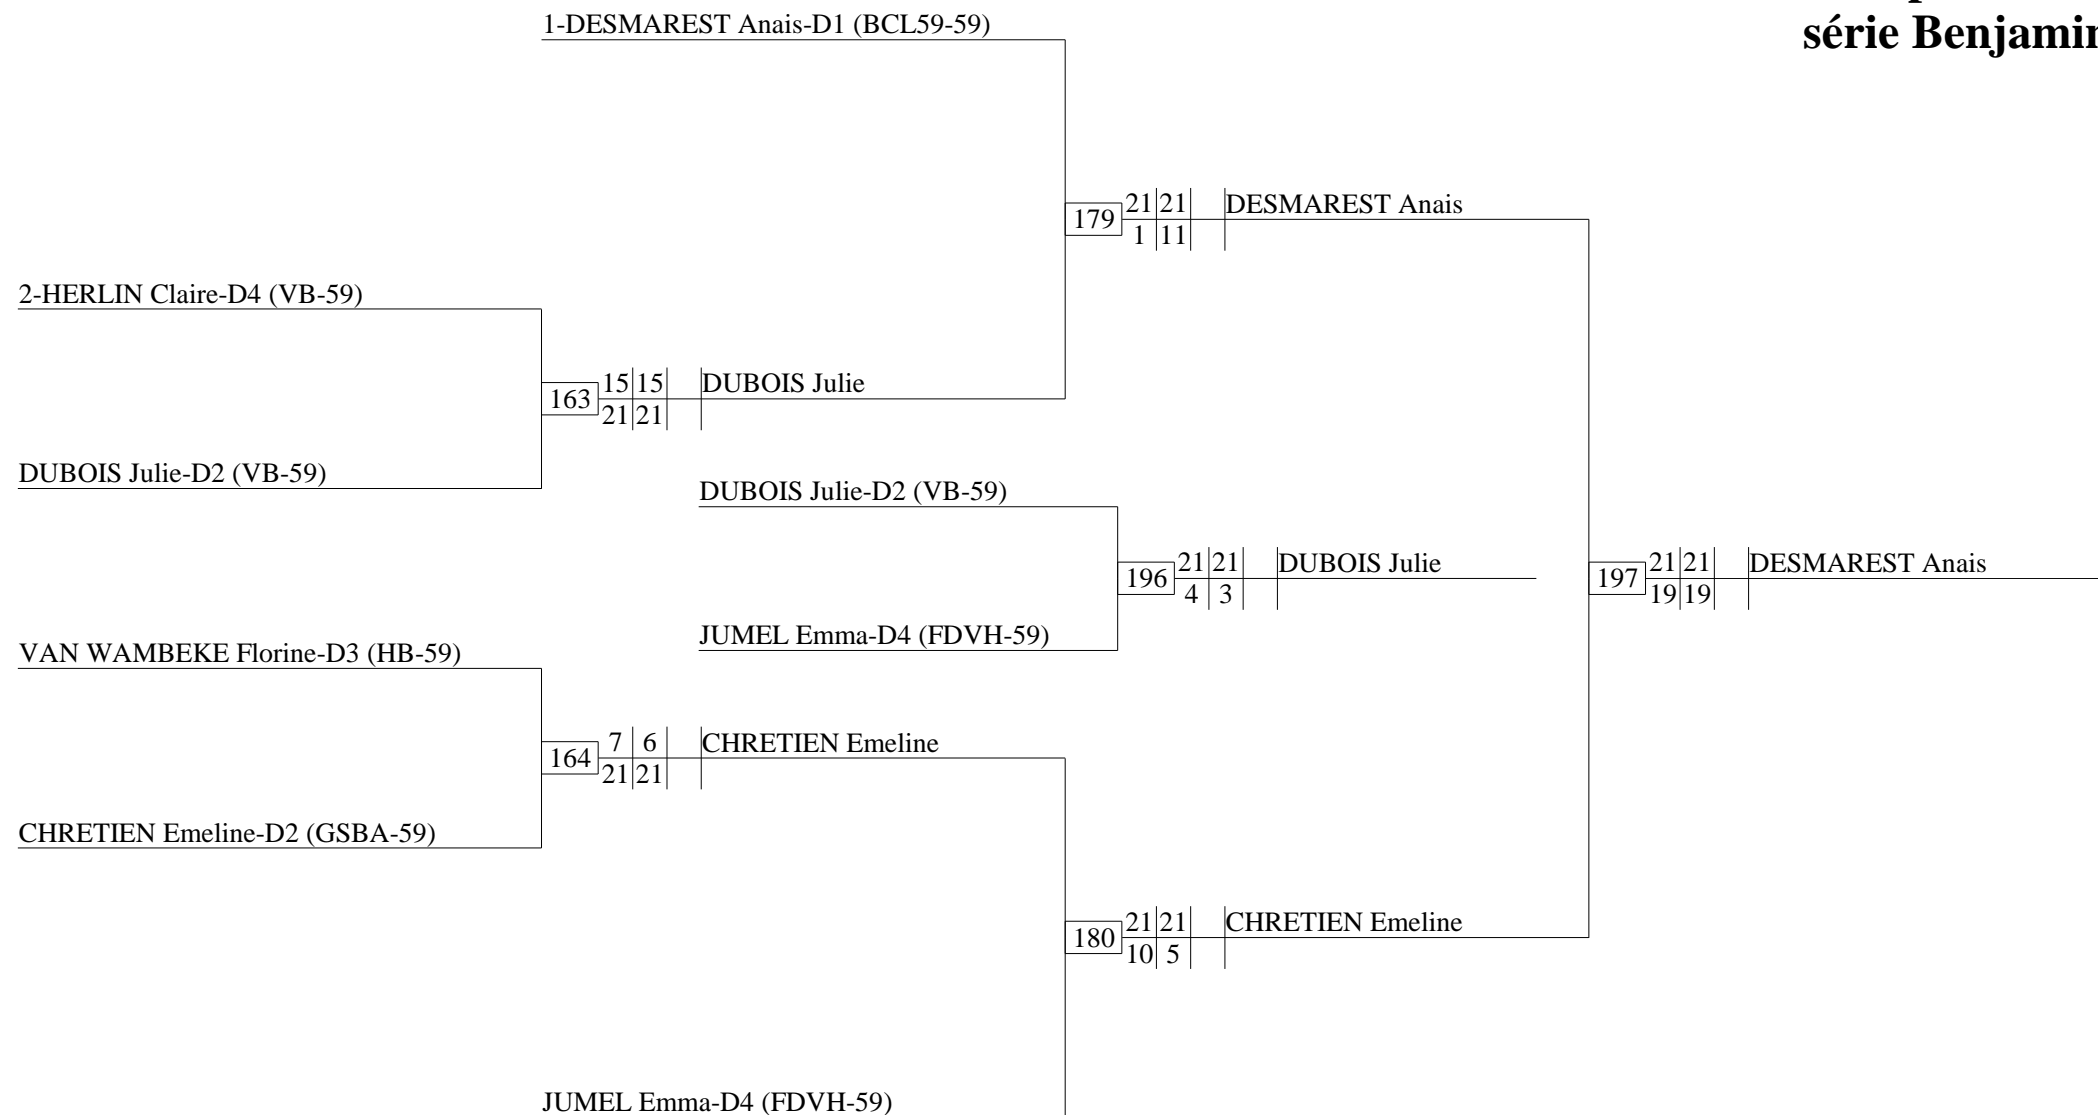 1-DESMAREST Anais-D1 (BCL59-59)
série Benjamin
21 21 DESMAREST Anais
179
1 11
2-HERLIN Claire-D4 (VB-59)
15 15 DUBOIS Julie
163
21 21
DUBOIS Julie-D2 (VB-59)
DUBOIS Julie-D2 (VB-59)
21 21 DUBOIS Julie
196
4 3
21 21 DESMAREST Anais
197
19 19
JUMEL Emma-D4 (FDVH-59)
VAN WAMBEKE Florine-D3 (HB-59)
7 6 CHRETIEN Emeline
164
21 21
CHRETIEN Emeline-D2 (GSBA-59)
21 21 CHRETIEN Emeline
180
10 5
JUMEL Emma-D4 (FDVH-59)